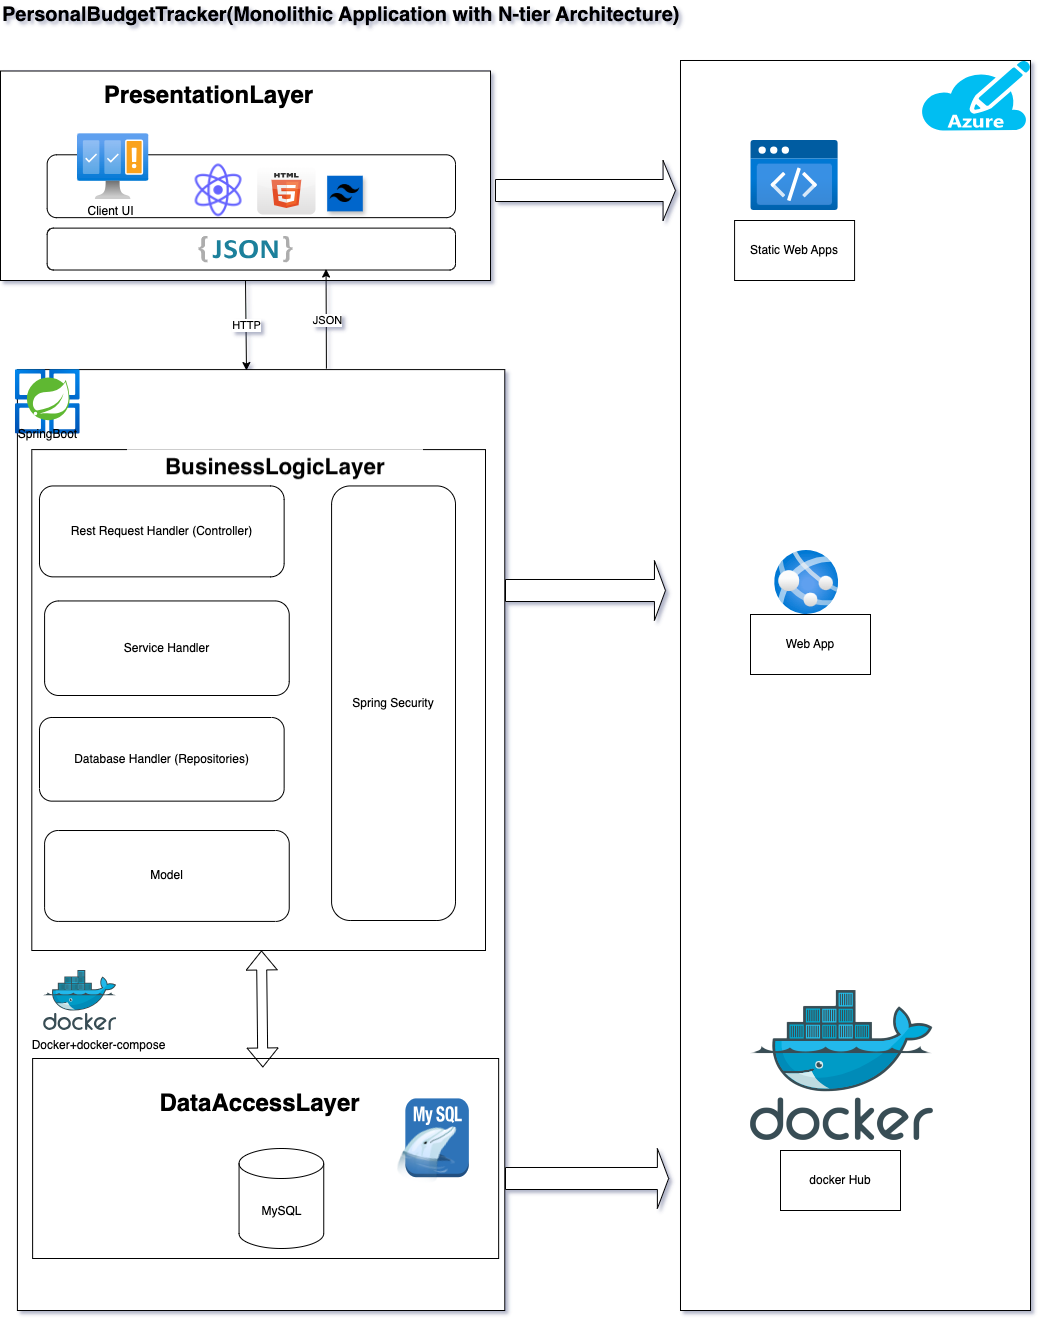 PersonalBudgetTracker(Monolithic Application with N-tier Architecture)
PresentationLayer
Client UI
HTML
5
{JSON}
HTTP
JSON
Azure
Static Web Apps
SpringBoot
BusinessLogicLayer
Rest Request Handler (Controller)
Service Handler
Database Handler (Repositories)
Model
Spring Security
Web App
docker
Docker+docker-compose
DataAccessLayer
My SQL
MySQL
docker
docker Hub